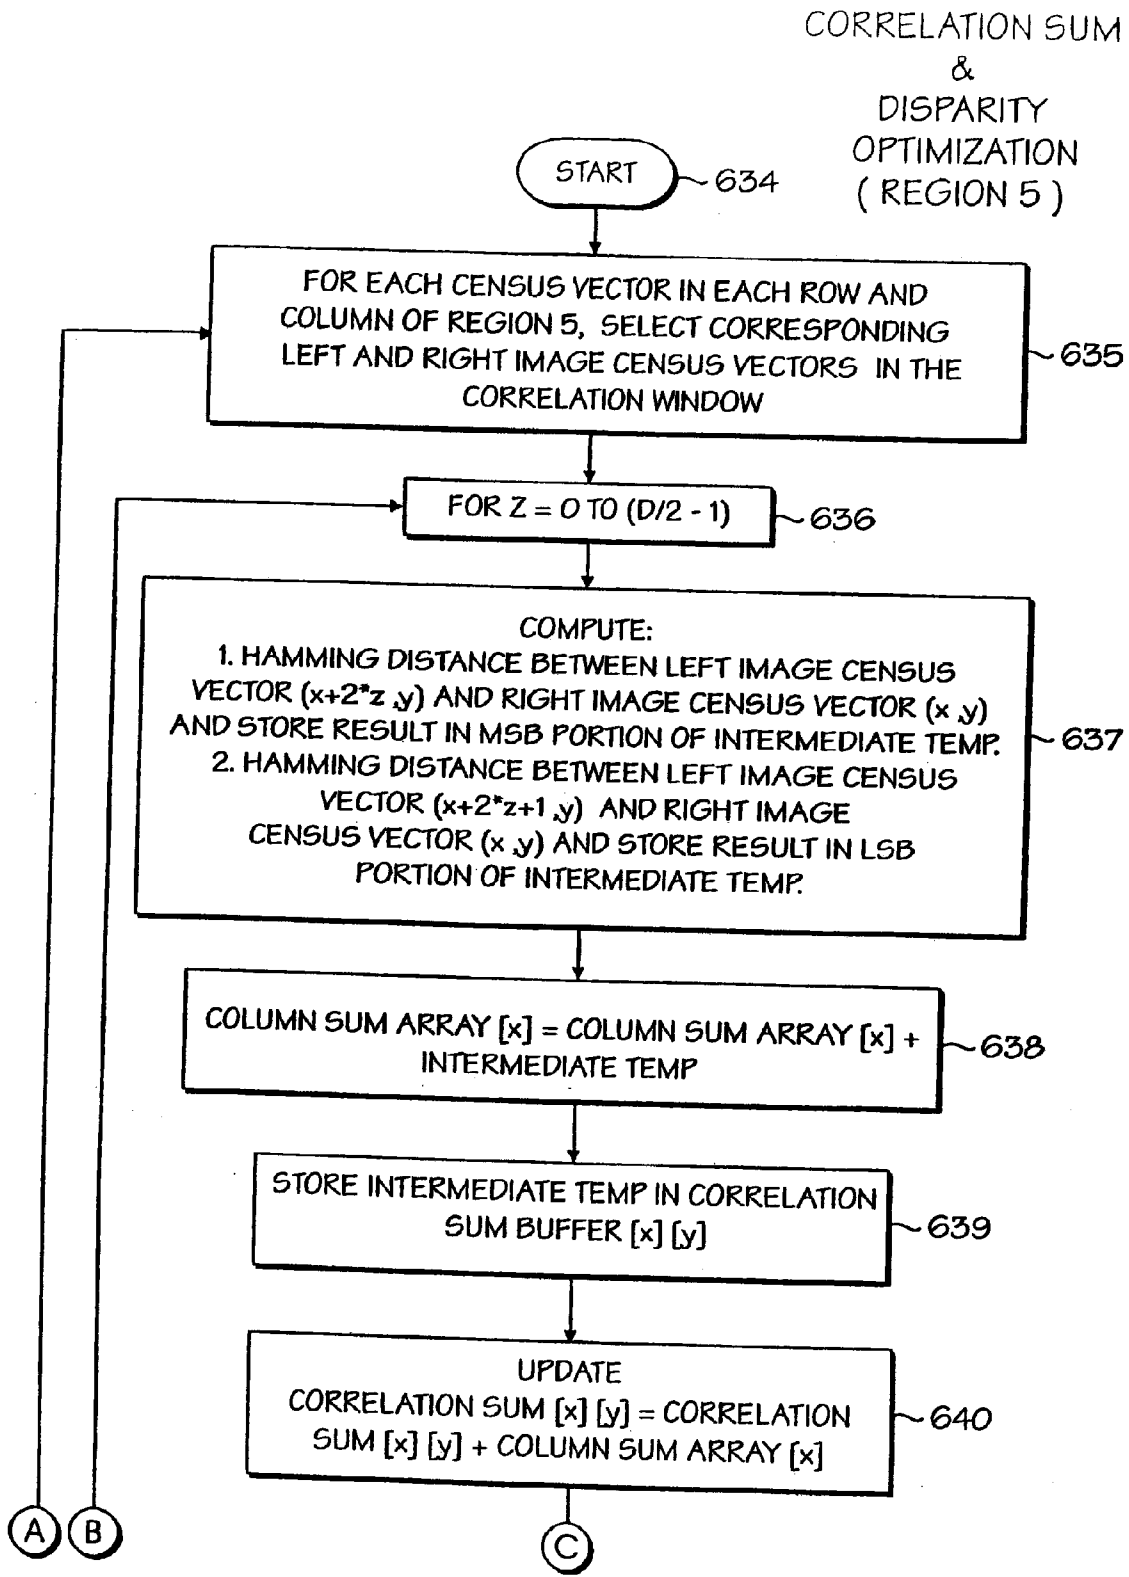 CORRELATION SUM
&
DISPARITY
OPTIMIZATION
( REGION 5 )
START
634
FOR EACH CENSUS VECTOR IN EACH ROW AND
COLUMN OF REGION 5, SELECT CORRESPONDING
LEFT AND RIGHT IMAGE CENSUS VECTORS IN THE
CORRELATION WINDOW
635
FOR Z = 0 TO (D/2 - 1)
636
COMPUTE:
1. HAMMING DISTANCE BETWEEN LEFT IMAGE CENSUS
VECTOR (x+2*z ,y) AND RIGHT IMAGE CENSUS VECTOR (x ,y)
AND STORE RESULT IN MSB PORTION OF INTERMEDIATE TEMP.
2. HAMMING DISTANCE BETWEEN LEFT IMAGE CENSUS
VECTOR (x+2*z+1 ,y) AND RIGHT IMAGE
CENSUS VECTOR (x ,y) AND STORE RESULT IN LSB
PORTION OF INTERMEDIATE TEMP.
637
COLUMN SUM ARRAY [x] = COLUMN SUM ARRAY [x] +
INTERMEDIATE TEMP
638
STORE INTERMEDIATE TEMP IN CORRELATION
SUM BUFFER [x] [y]
639
UPDATE
CORRELATION SUM [x] [y] = CORRELATION
SUM [x] [y] + COLUMN SUM ARRAY [x]
640
A
B
C